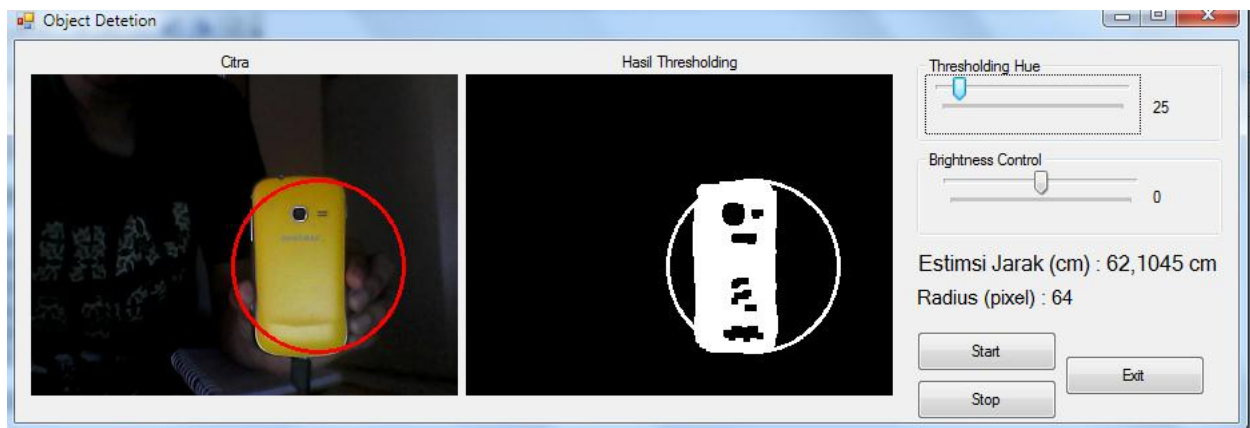 Object Detetion
Citra
Hasil Thresholding
Thresholding Hue
25
Brightness Control
0
Estimsi Jarak (cm) : 62,1045 cm
Radius (pixel) : 64
Start
Exit
Stop